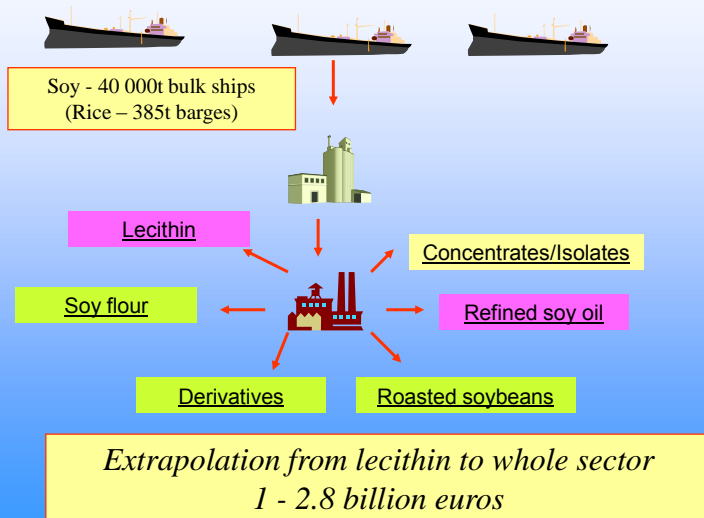 Soy - 40 000t bulk ships
(Rice – 385t barges)
Lecithin
Concentrates/Isolates
Soy flour
Refined soy oil
Derivatives
Roasted soybeans
Extrapolation from lecithin to whole sector
1 - 2.8 billion euros